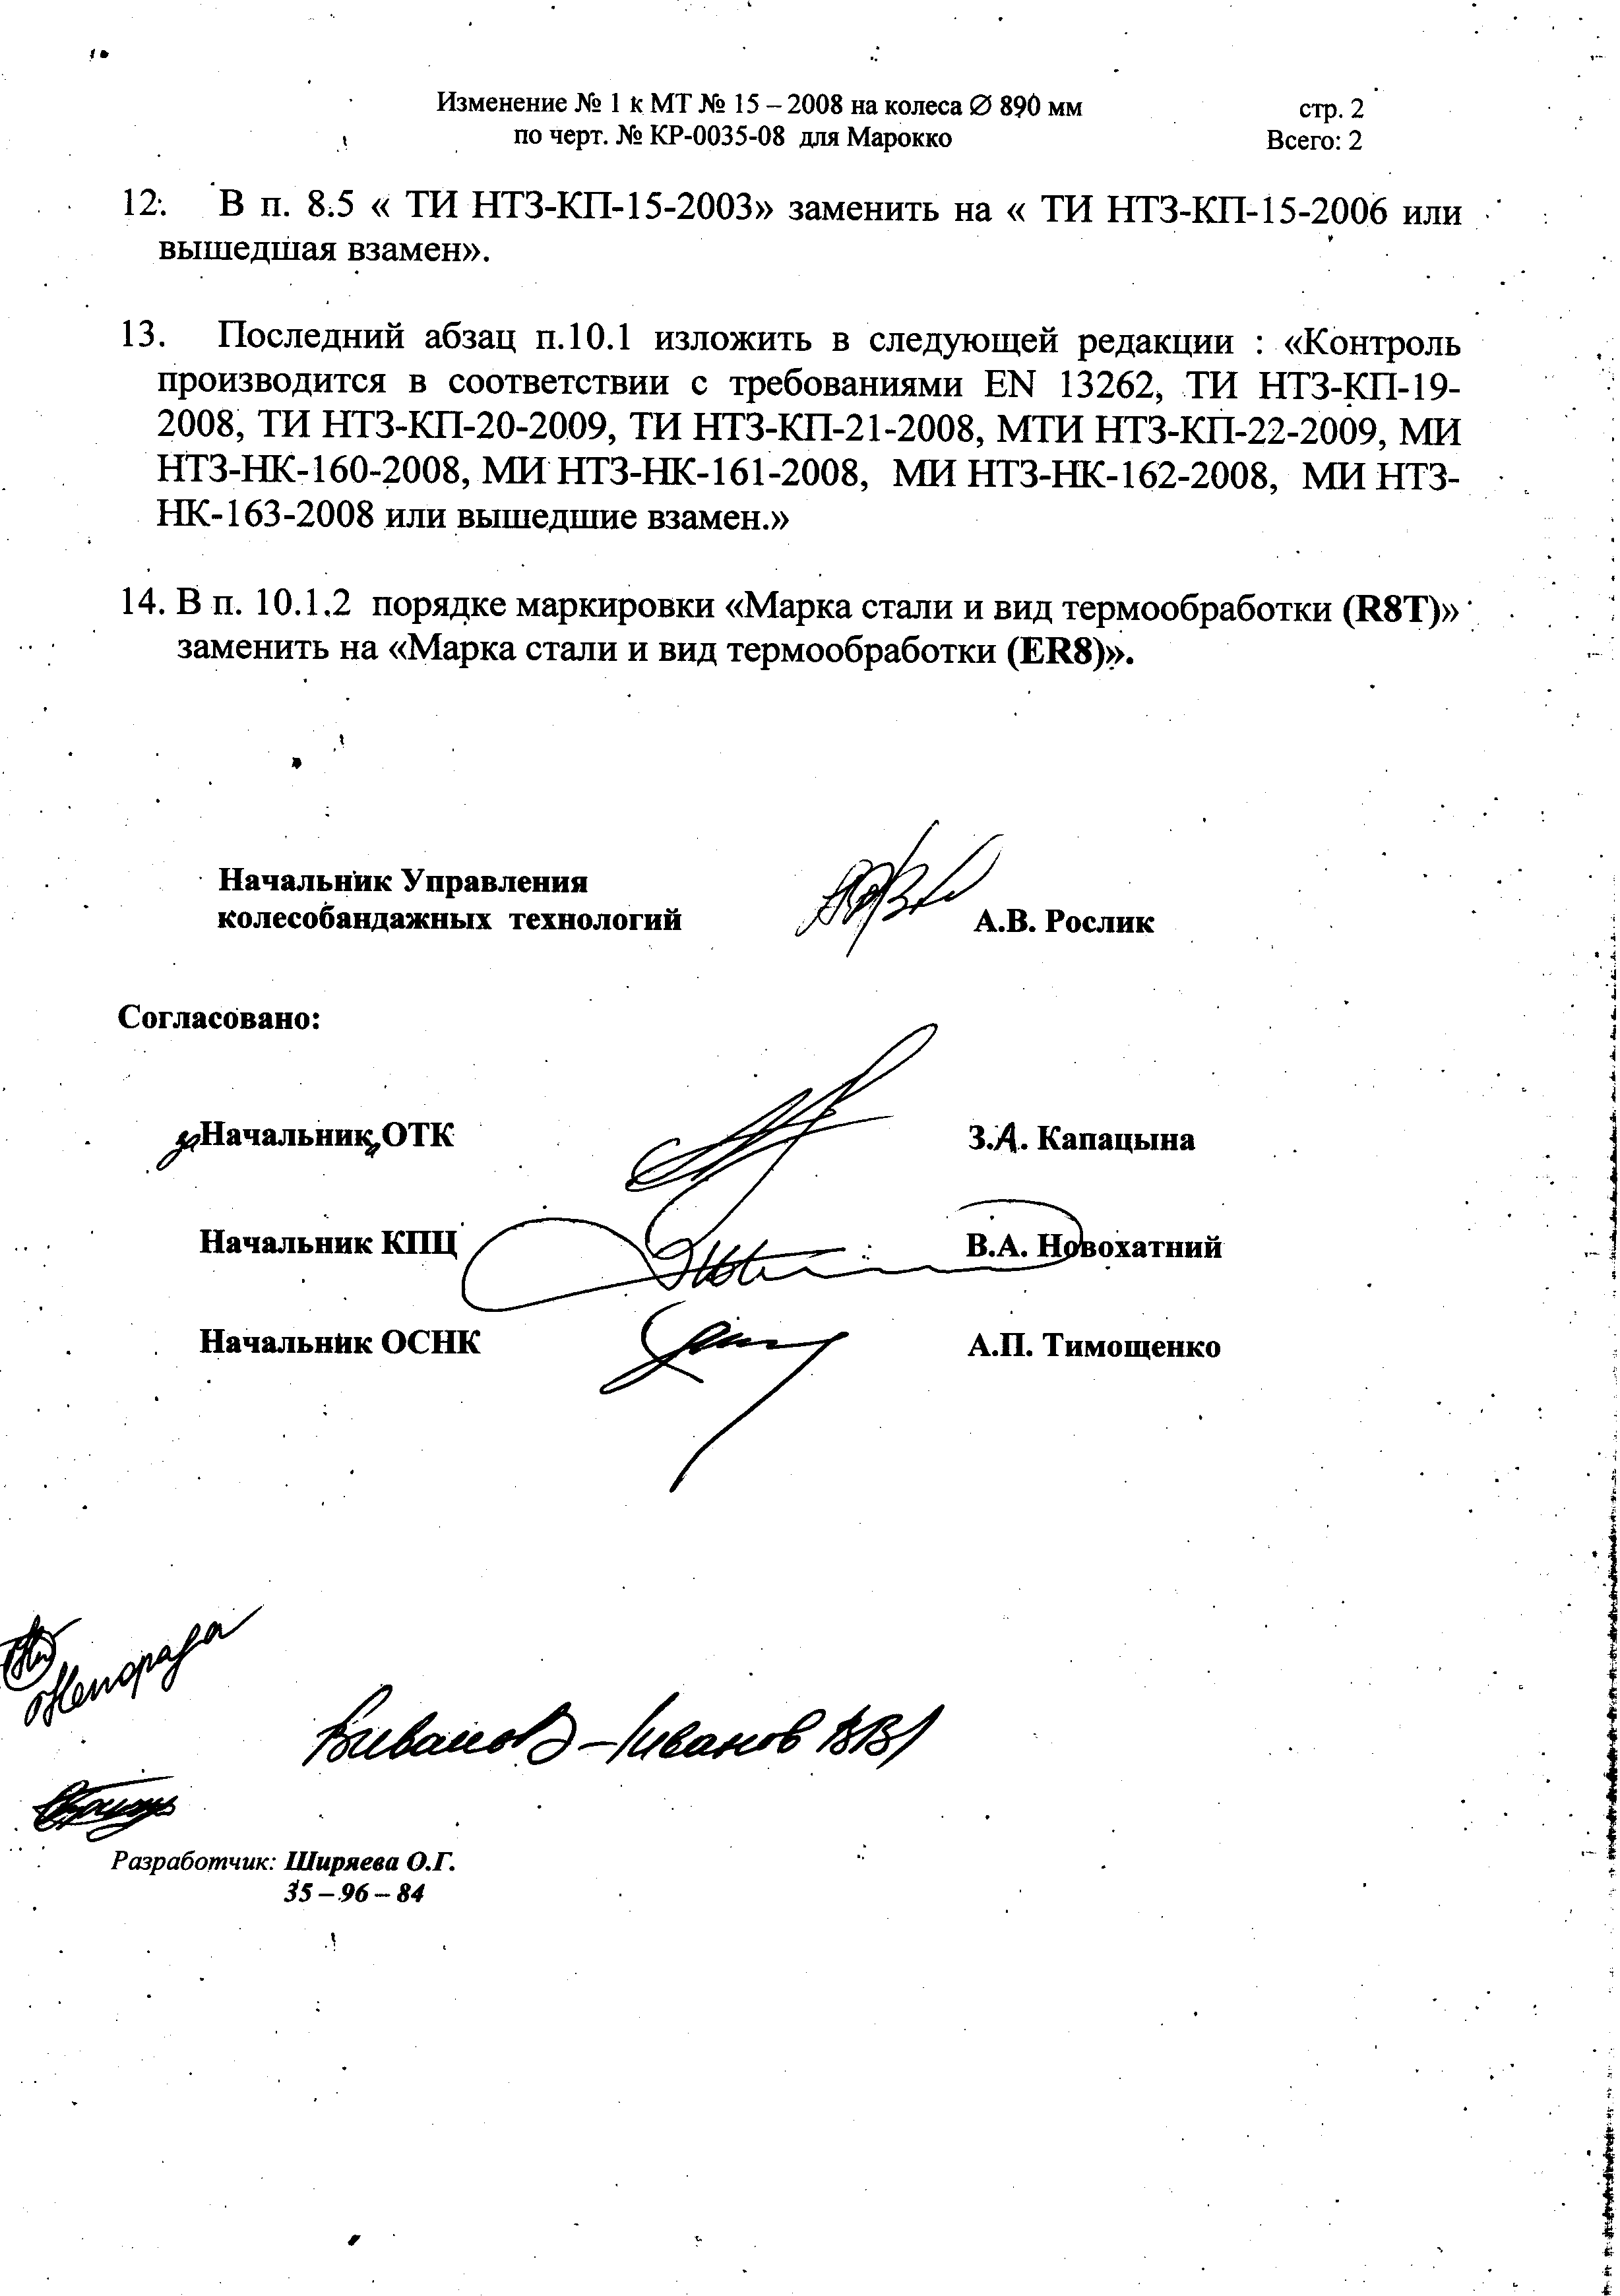 Изменение № 1 к МТ № 15 – 2008 на колеса ∅ 890 мм стр. 2
по черт. № КР-0035-08 для Марокко Всего: 2
12. В п. 8.5 « ТИ НТЗ-КП-15-2003» заменить на « ТИ НТЗ-КП-15-2006 или
вышедшая взамен».
13. Последний абзац п.10.1 изложить в следующей редакции : «Контроль
производится в соответствии с требованиями EN 13262, ТИ НТЗ-КП-19-
2008, ТИ НТЗ-КП-20-2009, ТИ НТЗ-КП-21-2008, МТИ НТЗ-КП-22-2009, МИ
НТЗ-НК-160-2008, МИ НТЗ-НК-161-2008, МИ НТЗ-НК-162-2008, МИ НТЗ-
НК-163-2008 или вышедшие взамен.»
14. В п. 10.1.2 порядке маркировки «Марка стали и вид термообработки (R8T)»
заменить на «Марка стали и вид термообработки (ER8)».
Начальник Управления
колесобандажных технологий А.В. Рослик
Согласовано:
за Начальника ОТК З.А. Капацына
Начальник КПЦ В.А. Новохатний
Начальник ОСНК А.П. Тимощенко
Иванов ВВ
Разработчик: Ширяева О.Г.
35 – 96 – 84